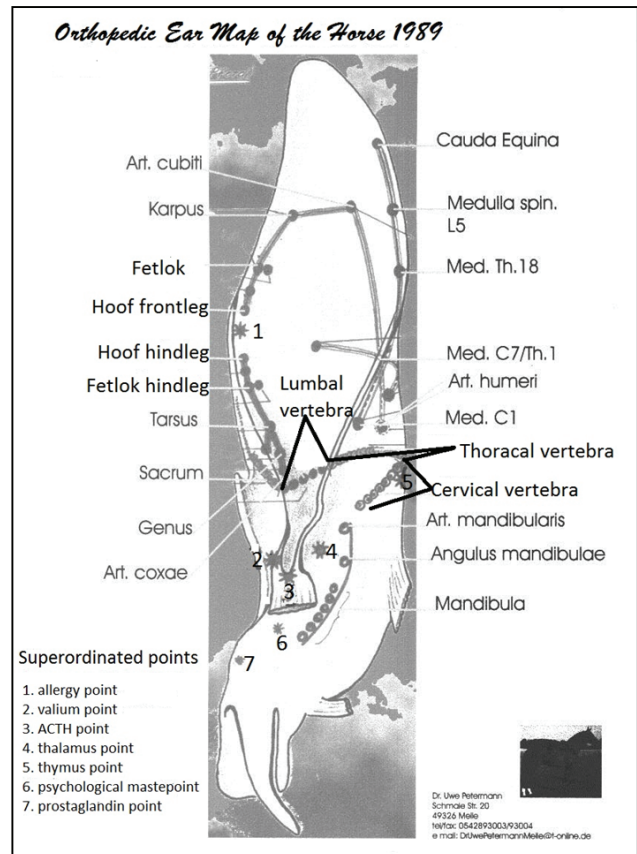 Orthopedic Ear Map of the Horse 1989
Cauda Equina
Art. cubiti
Karpus
Medulla spin.
L5
Fetlok
Med. Th.18
Hoof frontleg
1
Hoof hindleg
Med. C7/Th.1
Fetlok hindleg
Lumbal
vertebra
Art. humeri
Tarsus
Med. C1
Thoracal vertebra
Sacrum
5
Cervical vertebra
Genus
Art. mandibularis
4
Angulus mandibulae
2
Art. coxae
3
Mandibula
6
Superordinated points
7
1. allergy point
2. valium point
3. ACTH point
4. thalamus point
5. thymus point
6. psychological mastepoint
7. prostaglandin point
Dr. Uwe Petermann
Schmale Str. 20
49326 Melle
tel/fax: 0542893003/93004
e mail: DrUwePetermannMelle@t-online.de